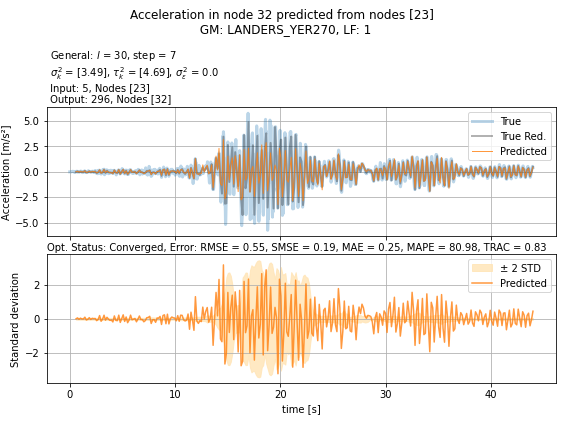 Acceleration in node 32 predicted from nodes [23]
GM: LANDERS_YER270, LF: 1
General: l = 30, step = 7
σ²ₖ = [3.49], τ²ₖ = [4.69], σ²ε = 0.0
Input: 5, Nodes [23]
Output: 296, Nodes [32]
Acceleration [m/s²]
5.0
2.5
0.0
−2.5
−5.0
True
True Red.
Predicted
Opt. Status: Converged, Error: RMSE = 0.55, SMSE = 0.19, MAE = 0.25, MAPE = 80.98, TRAC = 0.83
Standard deviation
2
0
−2
± 2 STD
Predicted
0
10
20
30
40
time [s]